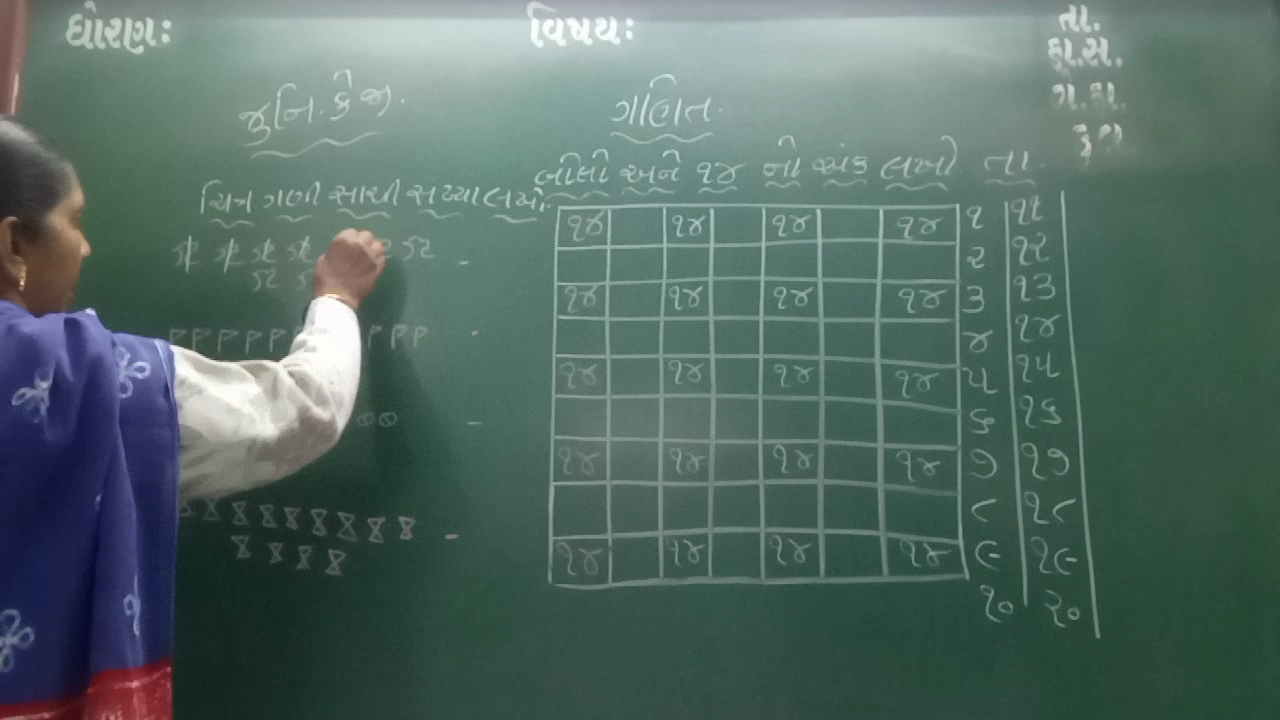 ધોરણઃ વિષયઃ તા.
હા.સ.
ગ.હા.
કુલ
જુનિ.કેજી. ગણિત.
બોલો અને ૧૪ નો અંક લખો તા.
ચિત્ર ગણી સાચી સંખ્યા લખો.
૧૪ ૧૪ ૧૪ ૧૪ ૧ ૧૧
૨ ૧૨
૧૪ ૧૪ ૧૪ ૧૪ ૩ ૧૩
૪ ૧૪
૧૪ ૧૪ ૧૪ ૧૪ ૫ ૧૫
૬ ૧૬
૧૪ ૧૪ ૧૪ ૧૪ ૭ ૧૭
૮ ૧૮
૧૪ ૧૪ ૧૪ ૧૪ ૯ ૧૯
૧૦ ૨૦